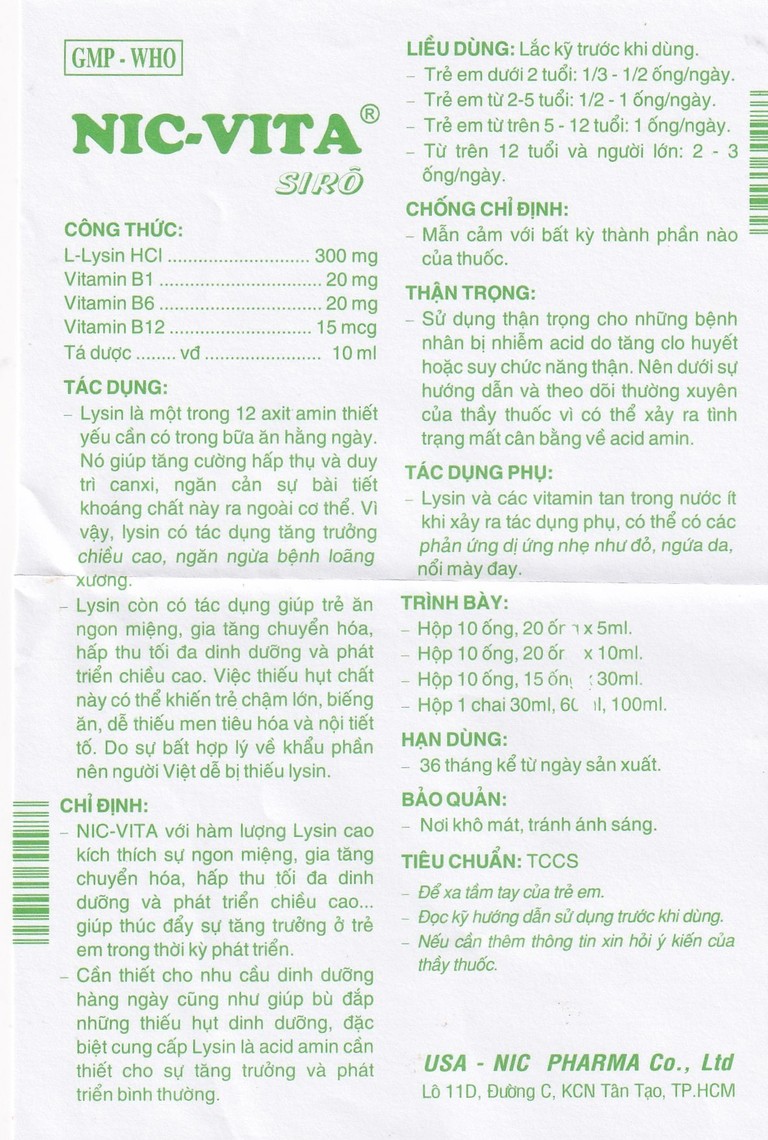 GMP - WHO
NIC-VITA®
SIRÔ
CÔNG THỨC:
L-Lysin HCl ........................... 300 mg
Vitamin B1 ............................... 20 mg
Vitamin B6 ............................... 20 mg
Vitamin B12 ........................... 15 mcg
Tá dược ........ vđ ...................... 10 ml
TÁC DỤNG:
– Lysin là một trong 12 axit amin thiết
yếu cần có trong bữa ăn hằng ngày.
Nó giúp tăng cường hấp thụ và duy
trì canxi, ngăn cản sự bài tiết
khoáng chất này ra ngoài cơ thể. Vì
vậy, lysin có tác dụng tăng trưởng
chiều cao, ngăn ngừa bệnh loãng
xương.
– Lysin còn có tác dụng giúp trẻ ăn
ngon miệng, gia tăng chuyển hóa,
hấp thu tối đa dinh dưỡng và phát
triển chiều cao. Việc thiếu hụt chất
này có thể khiến trẻ chậm lớn, biếng
ăn, dễ thiếu men tiêu hóa và nội tiết
tố. Do sự bất hợp lý về khẩu phần
nên người Việt dễ bị thiếu lysin.
CHỈ ĐỊNH:
– NIC-VITA với hàm lượng Lysin cao
kích thích sự ngon miệng, gia tăng
chuyển hóa, hấp thu tối đa dinh
dưỡng và phát triển chiều cao...
giúp thúc đẩy sự tăng trưởng ở trẻ
em trong thời kỳ phát triển.
– Cần thiết cho nhu cầu dinh dưỡng
hàng ngày cũng như giúp bù đắp
những thiếu hụt dinh dưỡng, đặc
biệt cung cấp Lysin là acid amin cần
thiết cho sự tăng trưởng và phát
triển bình thường.
LIỀU DÙNG: Lắc kỹ trước khi dùng.
– Trẻ em dưới 2 tuổi: 1/3 - 1/2 ống/ngày.
– Trẻ em từ 2-5 tuổi: 1/2 - 1 ống/ngày.
– Trẻ em từ trên 5 - 12 tuổi: 1 ống/ngày.
– Từ trên 12 tuổi và người lớn: 2 - 3
ống/ngày.
CHỐNG CHỈ ĐỊNH:
– Mẫn cảm với bất kỳ thành phần nào
của thuốc.
THẬN TRỌNG:
– Sử dụng thận trọng cho những bệnh
nhân bị nhiễm acid do tăng clo huyết
hoặc suy chức năng thận. Nên dưới sự
hướng dẫn và theo dõi thường xuyên
của thầy thuốc vì có thể xảy ra tình
trạng mất cân bằng về acid amin.
TÁC DỤNG PHỤ:
– Lysin và các vitamin tan trong nước ít
khi xảy ra tác dụng phụ, có thể có các
phản ứng dị ứng nhẹ như đỏ, ngứa da,
nổi mày đay.
TRÌNH BÀY:
– Hộp 10 ống, 20 x 5ml.
– Hộp 10 ống, 20 x 10ml.
– Hộp 10 ống, 15 30ml.
– Hộp 1 chai 30ml, 100ml.
HẠN DÙNG:
– 36 tháng kể từ ngày sản xuất.
BẢO QUẢN:
– Nơi khô mát, tránh ánh sáng.
TIÊU CHUẨN: TCCS
– Để xa tầm tay của trẻ em.
– Đọc kỹ hướng dẫn sử dụng trước khi dùng.
– Nếu cần thêm thông tin xin hỏi ý kiến của
thầy thuốc.
USA - NIC PHARMA Co., Ltd
Lô 11D, Đường C, KCN Tân Tạo, TP.HCM